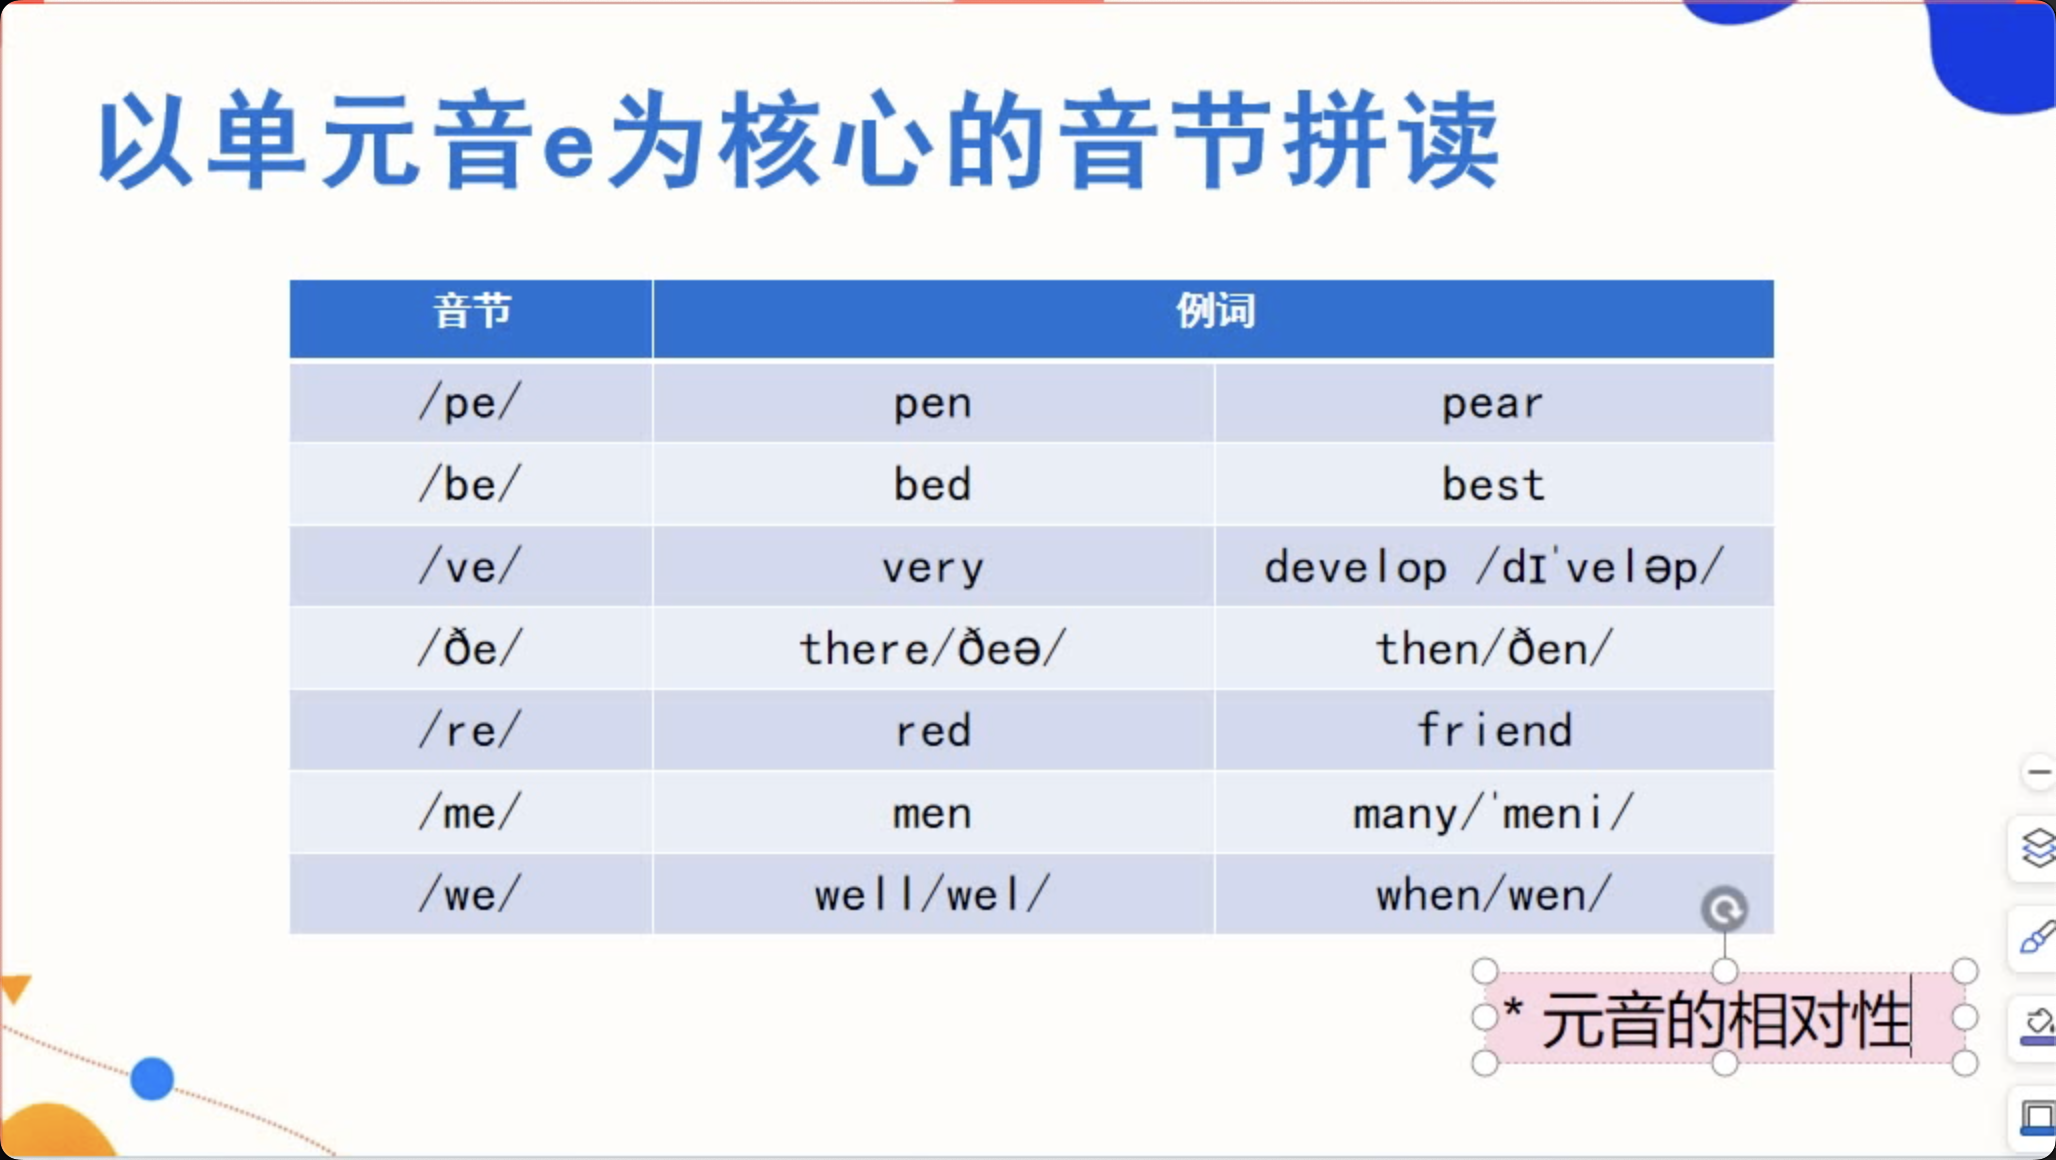 以单元音e为核心的音节拼读
音节 例词
/pe/ pen pear
/be/ bed best
/ve/ very develop /dɪˈveləp/
/ðe/ there/ðeə/ then/ðen/
/re/ red friend
/me/ men many/ˈmeni/
/we/ well/wel/ when/wen/
* 元音的相对性